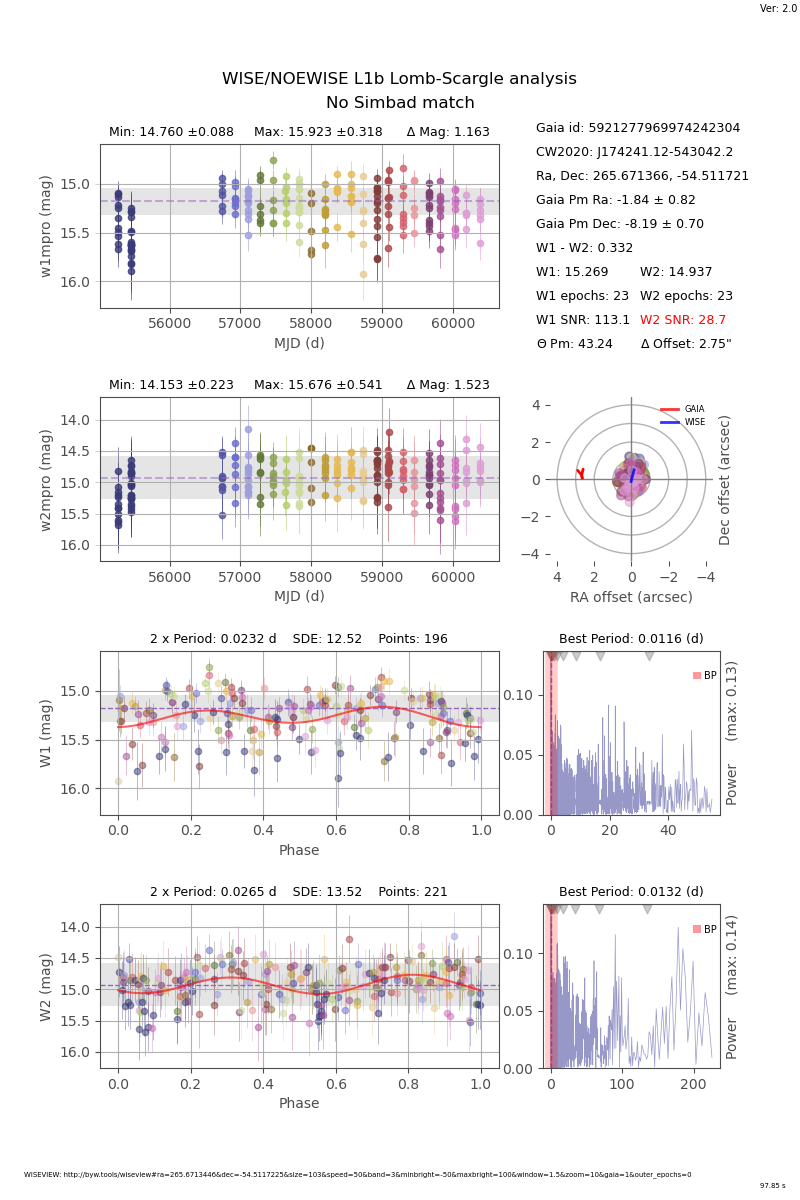 Ver: 2.0
WISE/NOEWISE L1b Lomb-Scargle analysis
No Simbad match
Min: 14.760 ±0.088 Max: 15.923 ±0.318 Δ Mag: 1.163
15.0
15.5
16.0
w1mpro (mag)
56000 57000 58000 59000 60000
MJD (d)
Gaia id: 5921277969974242304
CW2020: J174241.12-543042.2
Ra, Dec: 265.671366, -54.511721
Gaia Pm Ra: -1.84 ± 0.82
Gaia Pm Dec: -8.19 ± 0.70
W1 - W2: 0.332
W1: 15.269 W2: 14.937
W1 epochs: 23 W2 epochs: 23
W1 SNR: 113.1 W2 SNR: 28.7
Θ Pm: 43.24 Δ Offset: 2.75"
Min: 14.153 ±0.223 Max: 15.676 ±0.541 Δ Mag: 1.523
14.0
14.5
15.0
15.5
16.0
w2mpro (mag)
56000 57000 58000 59000 60000
MJD (d)
GAIA
WISE
4
2
0
−2
−4
Dec offset (arcsec)
4 2 0 −2 −4
RA offset (arcsec)
2 x Period: 0.0232 d SDE: 12.52 Points: 196
15.0
15.5
16.0
W1 (mag)
0.0 0.2 0.4 0.6 0.8 1.0
Phase
Best Period: 0.0116 (d)
BP
0.10
0.05
0.00
Power (max: 0.13)
0 20 40
2 x Period: 0.0265 d SDE: 13.52 Points: 221
14.0
14.5
15.0
15.5
16.0
W2 (mag)
0.0 0.2 0.4 0.6 0.8 1.0
Phase
Best Period: 0.0132 (d)
BP
0.10
0.05
0.00
Power (max: 0.14)
0 100 200
WISEVIEW: http://byw.tools/wiseview#ra=265.6713446&dec=-54.5117225&size=103&speed=50&band=3&minbright=-50&maxbright=100&window=1.5&zoom=10&gaia=1&outer_epochs=0
97.85 s